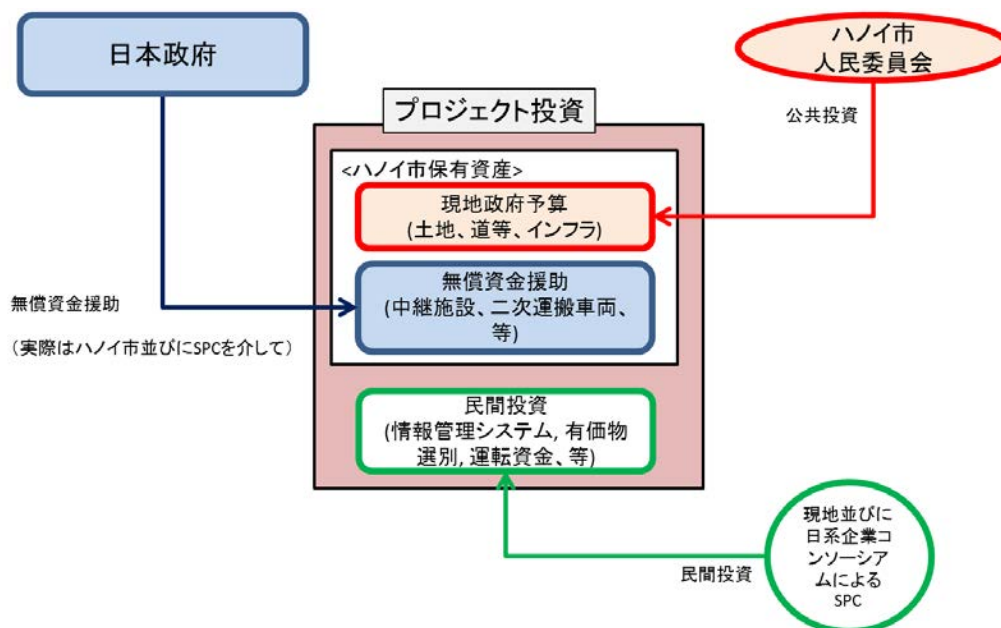 日本政府
ハノイ市
人民委員会
公共投資
プロジェクト投資
<ハノイ市保有資産>
現地政府予算
(土地、道等、インフラ)
無償資金援助
(中継施設、二次運搬車両、
等)
無償資金援助
（実際はハノイ市並びにSPCを介して）
民間投資
(情報管理システム, 有価物
選別, 運転資金、等)
民間投資
現地並びに
日系企業コ
ンソーシア
ムによる
SPC